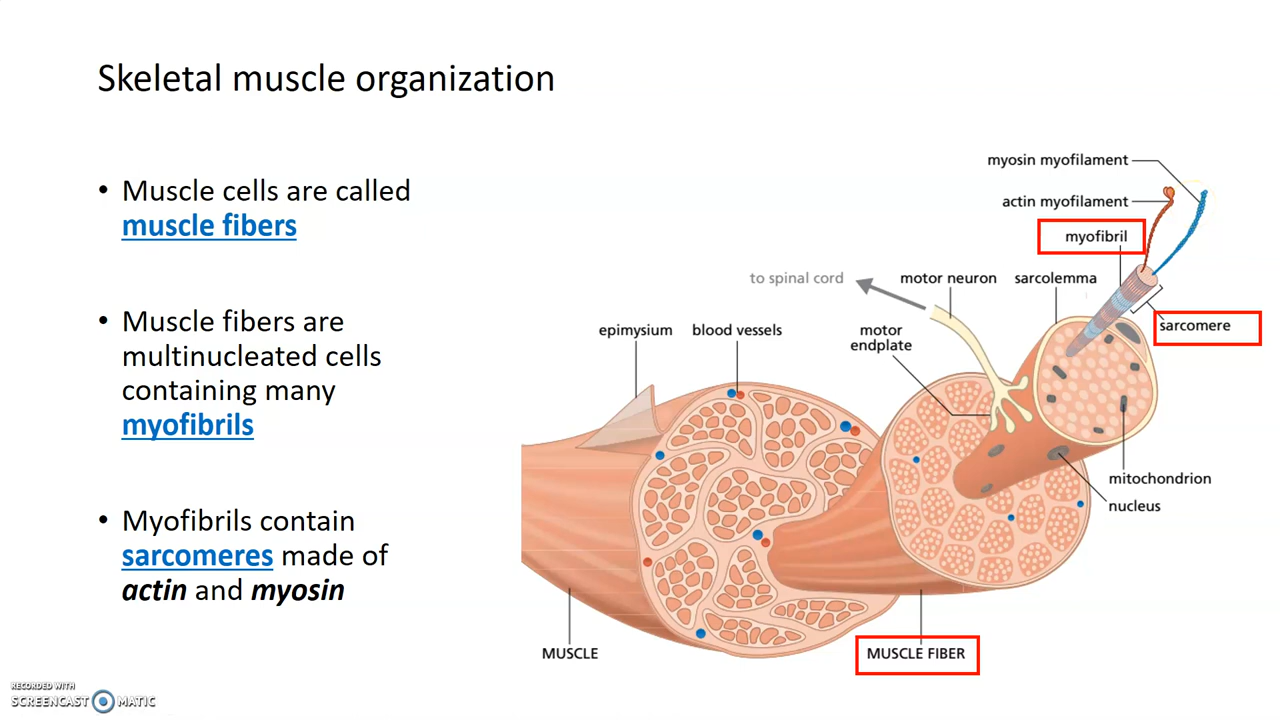 Skeletal muscle organization
• Muscle cells are called
muscle fibers
• Muscle fibers are
multinucleated cells
containing many
myofibrils
• Myofibrils contain
sarcomeres made of
actin and myosin
myosin myofilament
actin myofilament
myofibril
to spinal cord
motor neuron
sarcolemma
sarcomere
epimysium
blood vessels
motor
endplate
mitochondrion
nucleus
MUSCLE
MUSCLE FIBER
RECORDED WITH
SCREENCAST MATIC